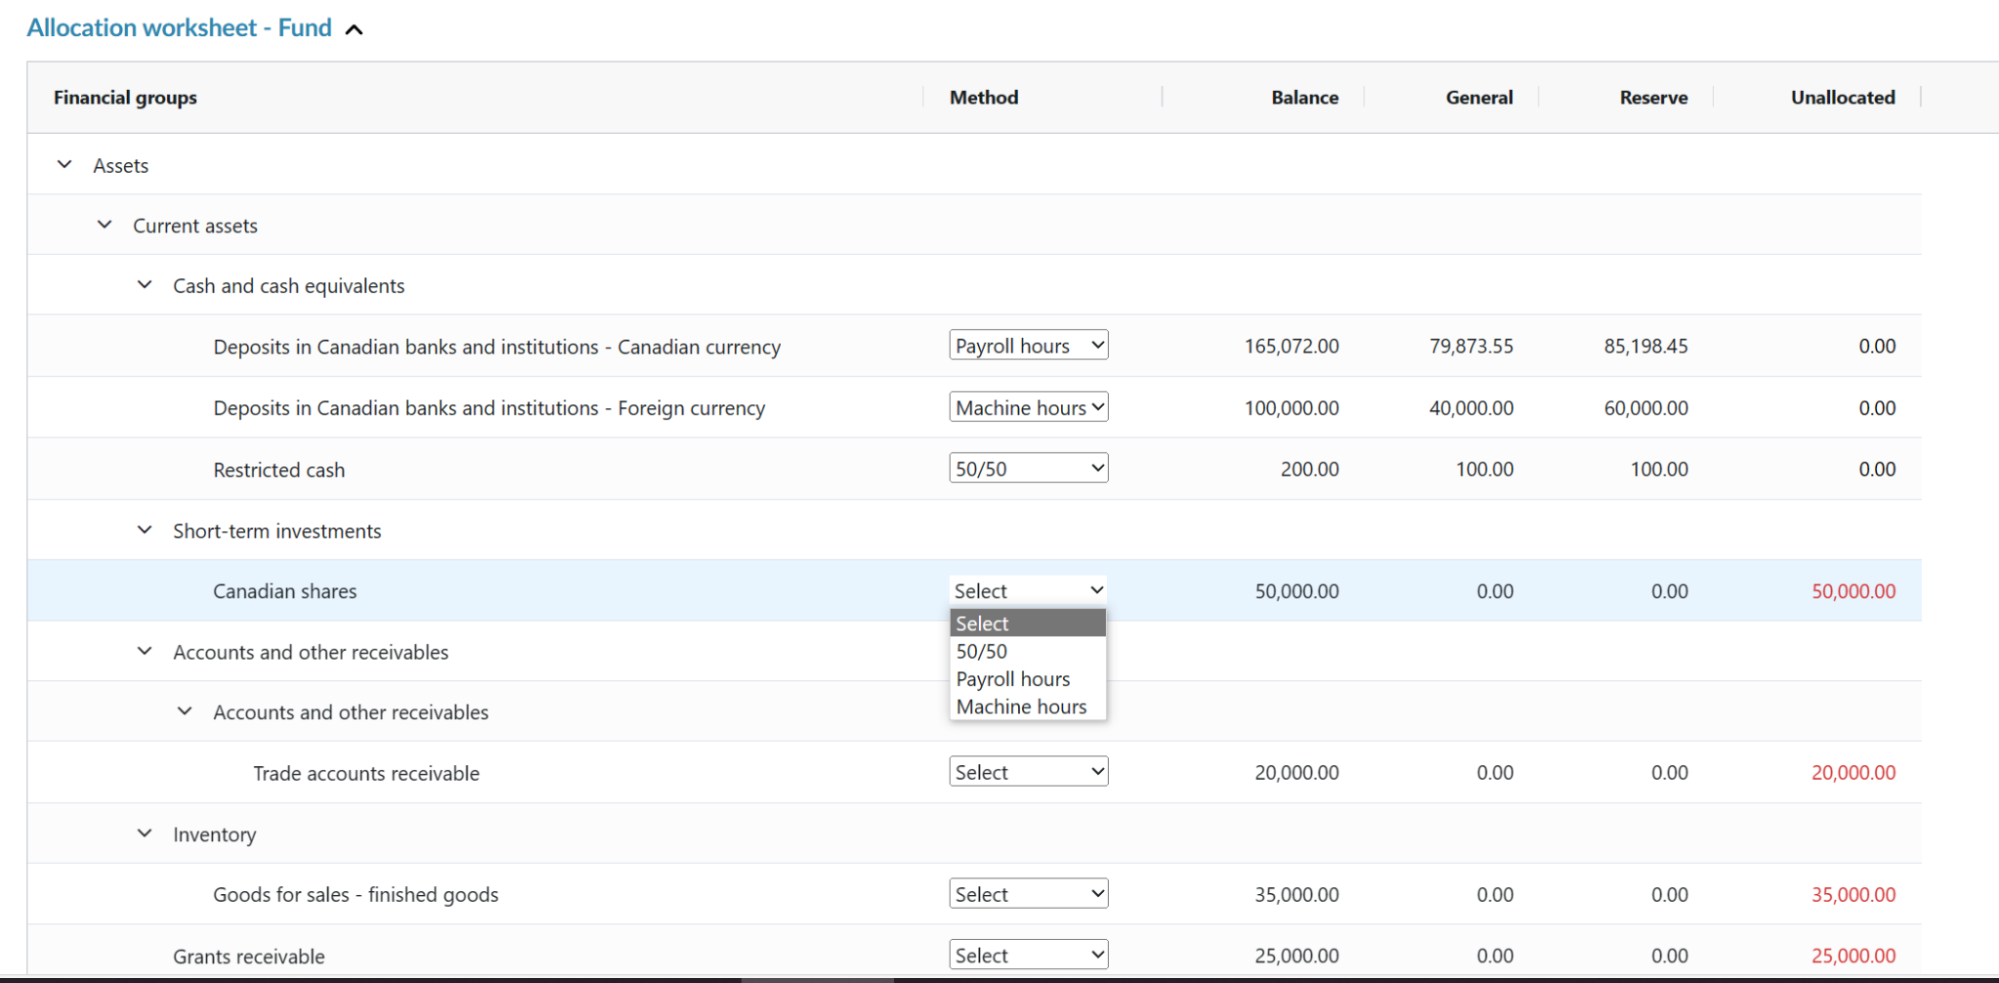 Allocation worksheet - Fund
Financial groups Method Balance General Reserve Unallocated
Assets
Current assets
Cash and cash equivalents
Deposits in Canadian banks and institutions - Canadian currency Payroll hours 165,072.00 79,873.55 85,198.45 0.00
Deposits in Canadian banks and institutions - Foreign currency Machine hours 100,000.00 40,000.00 60,000.00 0.00
Restricted cash 50/50 200.00 100.00 100.00 0.00
Short-term investments
Canadian shares Select 50,000.00 0.00 0.00 50,000.00
Select
50/50
Payroll hours
Machine hours
Accounts and other receivables
Accounts and other receivables
Trade accounts receivable Select 20,000.00 0.00 0.00 20,000.00
Inventory
Goods for sales - finished goods Select 35,000.00 0.00 0.00 35,000.00
Grants receivable Select 25,000.00 0.00 0.00 25,000.00